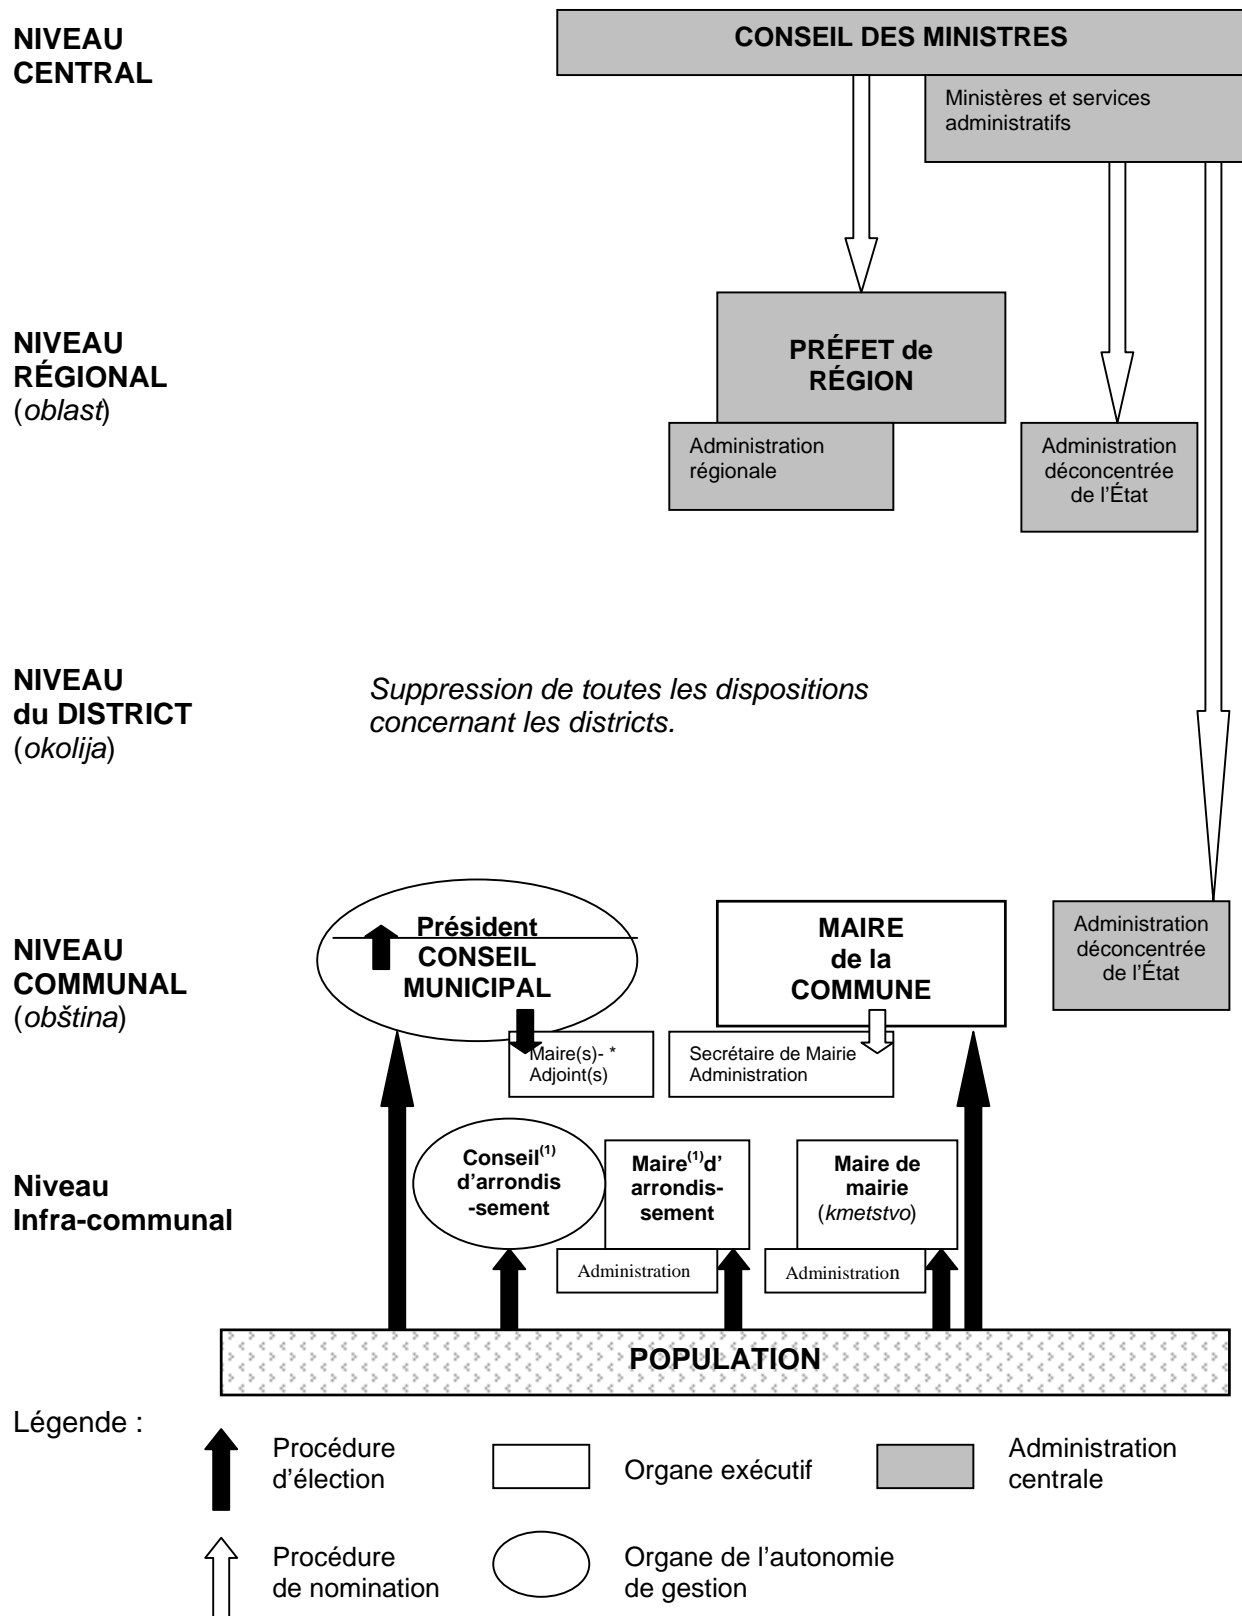 NIVEAU
CENTRAL
CONSEIL DES MINISTRES
Ministères et services
administratifs
NIVEAU
RÉGIONAL
(oblast)
PRÉFET de
RÉGION
Administration
régionale
Administration
déconcentrée
de l'État
NIVEAU
du DISTRICT
(okolija)
Suppression de toutes les dispositions
concernant les districts.
NIVEAU
COMMUNAL
(obština)
Président
CONSEIL
MUNICIPAL
MAIRE
de la
COMMUNE
Administration
déconcentrée
de l'État
Maire(s)- *
Adjoint(s)
Secrétaire de Mairie
Administration
Niveau
Infra-communal
Conseil(1)
d'arrondis
-sement
Maire(1)d'
arrondis-
sement
Maire de
mairie
(kmetstvo)
Administration
Administration
POPULATION
Légende :
Procédure
d'élection
Organe exécutif
Administration
centrale
Procédure
de nomination
Organe de l'autonomie
de gestion